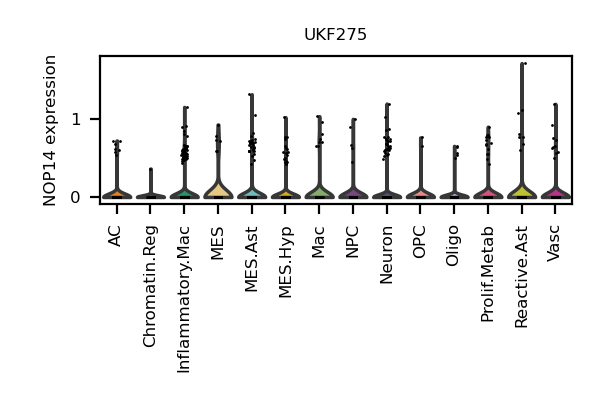 UKF275
NOP14 expression
1
0
AC
Chromatin.Reg
Inflammatory.Mac
MES
MES.Ast
MES.Hyp
Mac
NPC
Neuron
OPC
Oligo
Prolif.Metab
Reactive.Ast
Vasc